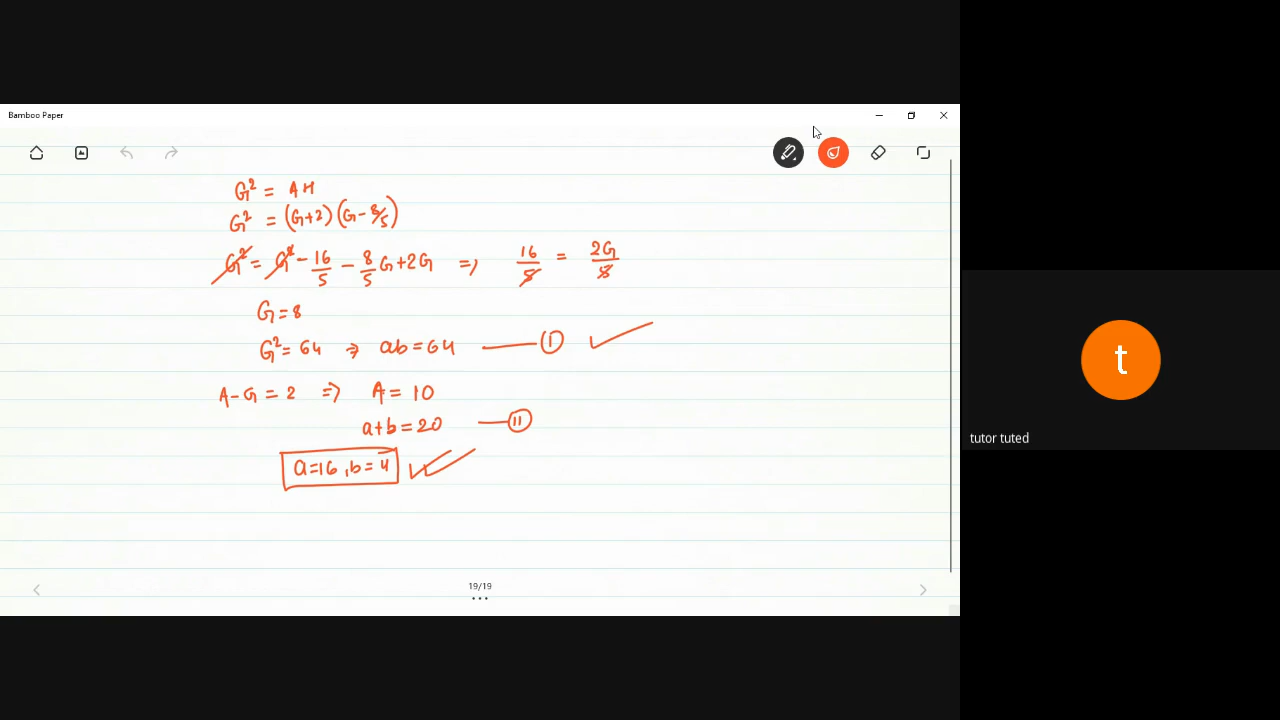 Bamboo Paper
G² = AH
G² = (G+2)(G-8/5)
G² = G² - 16/5 - 8/5 G + 2G ⇒ 16/5 = 2G/5
G = 8
G² = 64 ⇒ ab = 64 —— (I)
A-G = 2 ⇒ A = 10
a+b = 20 —— (II)
a=16, b=4
19/19
t
tutor tuted